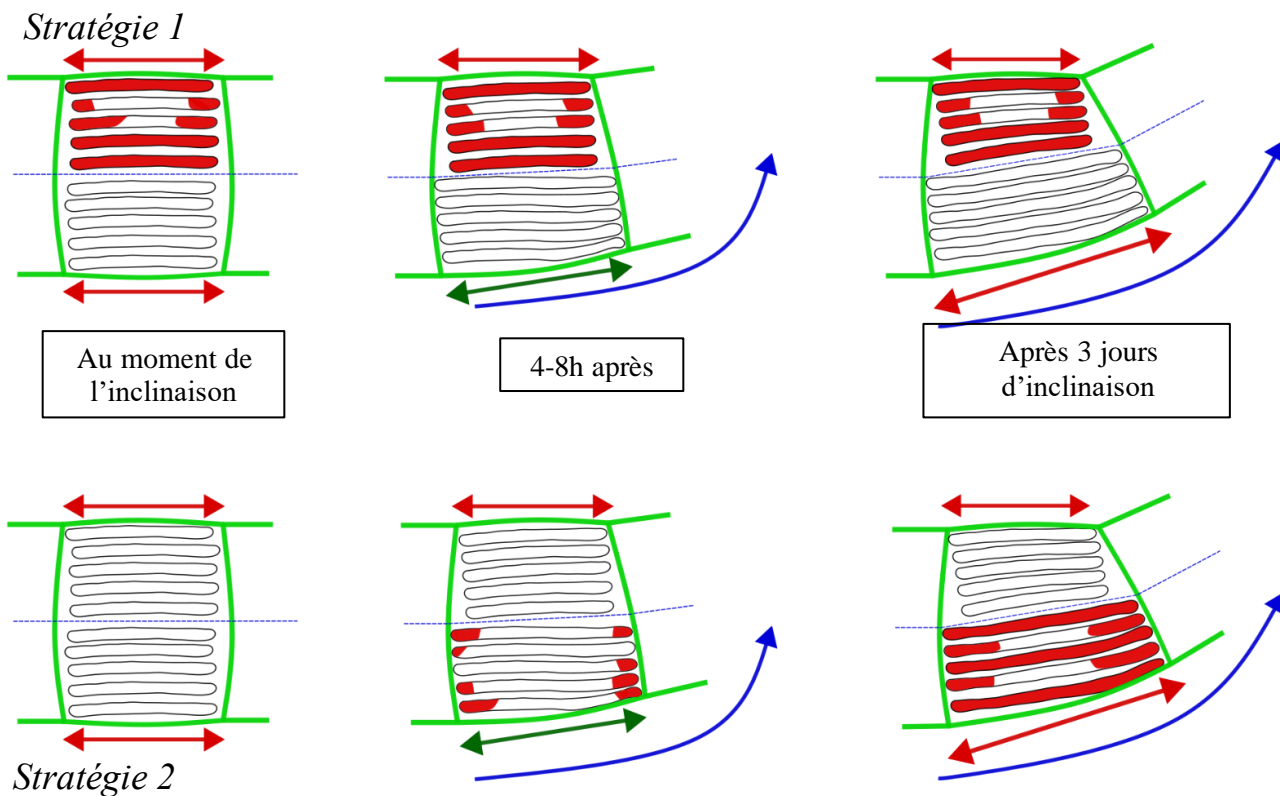 Stratégie 1
Au moment de
l'inclinaison
4-8h après
Après 3 jours
d'inclinaison
Stratégie 2